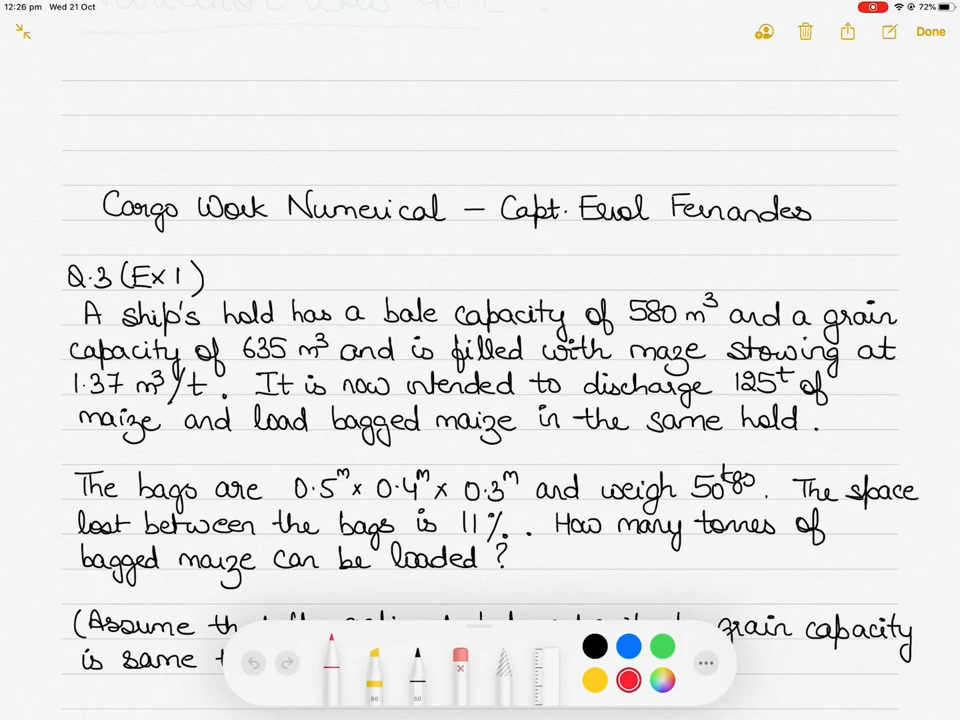 12:26 pm Wed 21 Oct
72%
Done
Cargo Work Numerical – Capt. Errol Fernandes
Q.3 (Ex 1)
A ship's hold has a bale capacity of 580 m³ and a grain
capacity of 635 m³ and is filled with maze stowing at
1.37 m³/t. It is now intended to discharge 125t of
maize and load bagged maize in the same hold.
The bags are 0.5m x 0.4m x 0.3m and weigh 50kgs. The space
lost between the bags is 11%. How many tonnes of
bagged maize can be loaded?
(Assume grain capacity
is same
80
50